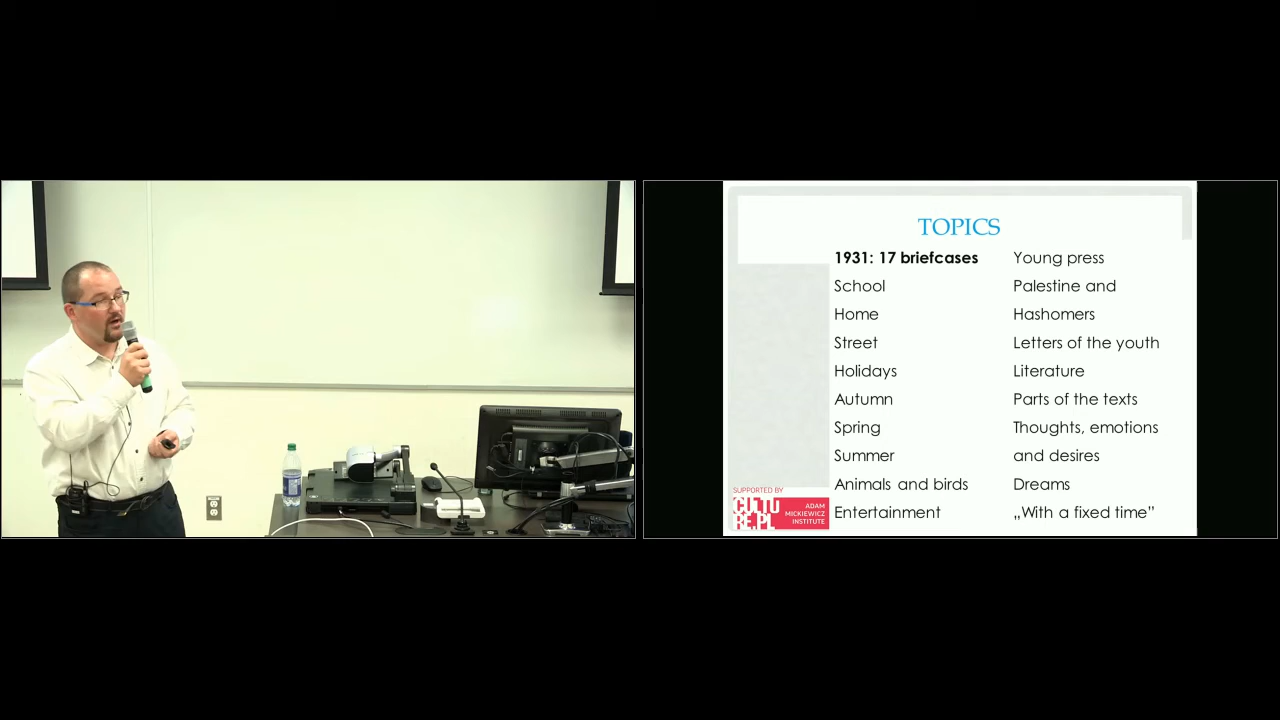 TOPICS
1931: 17 briefcases
School
Home
Street
Holidays
Autumn
Spring
Summer
Animals and birds
Entertainment
Young press
Palestine and
Hashomers
Letters of the youth
Literature
Parts of the texts
Thoughts, emotions
and desires
Dreams
„With a fixed time”
SUPPORTED BY
CULTU
RE.PL
ADAM
MICKIEWICZ
INSTITUTE